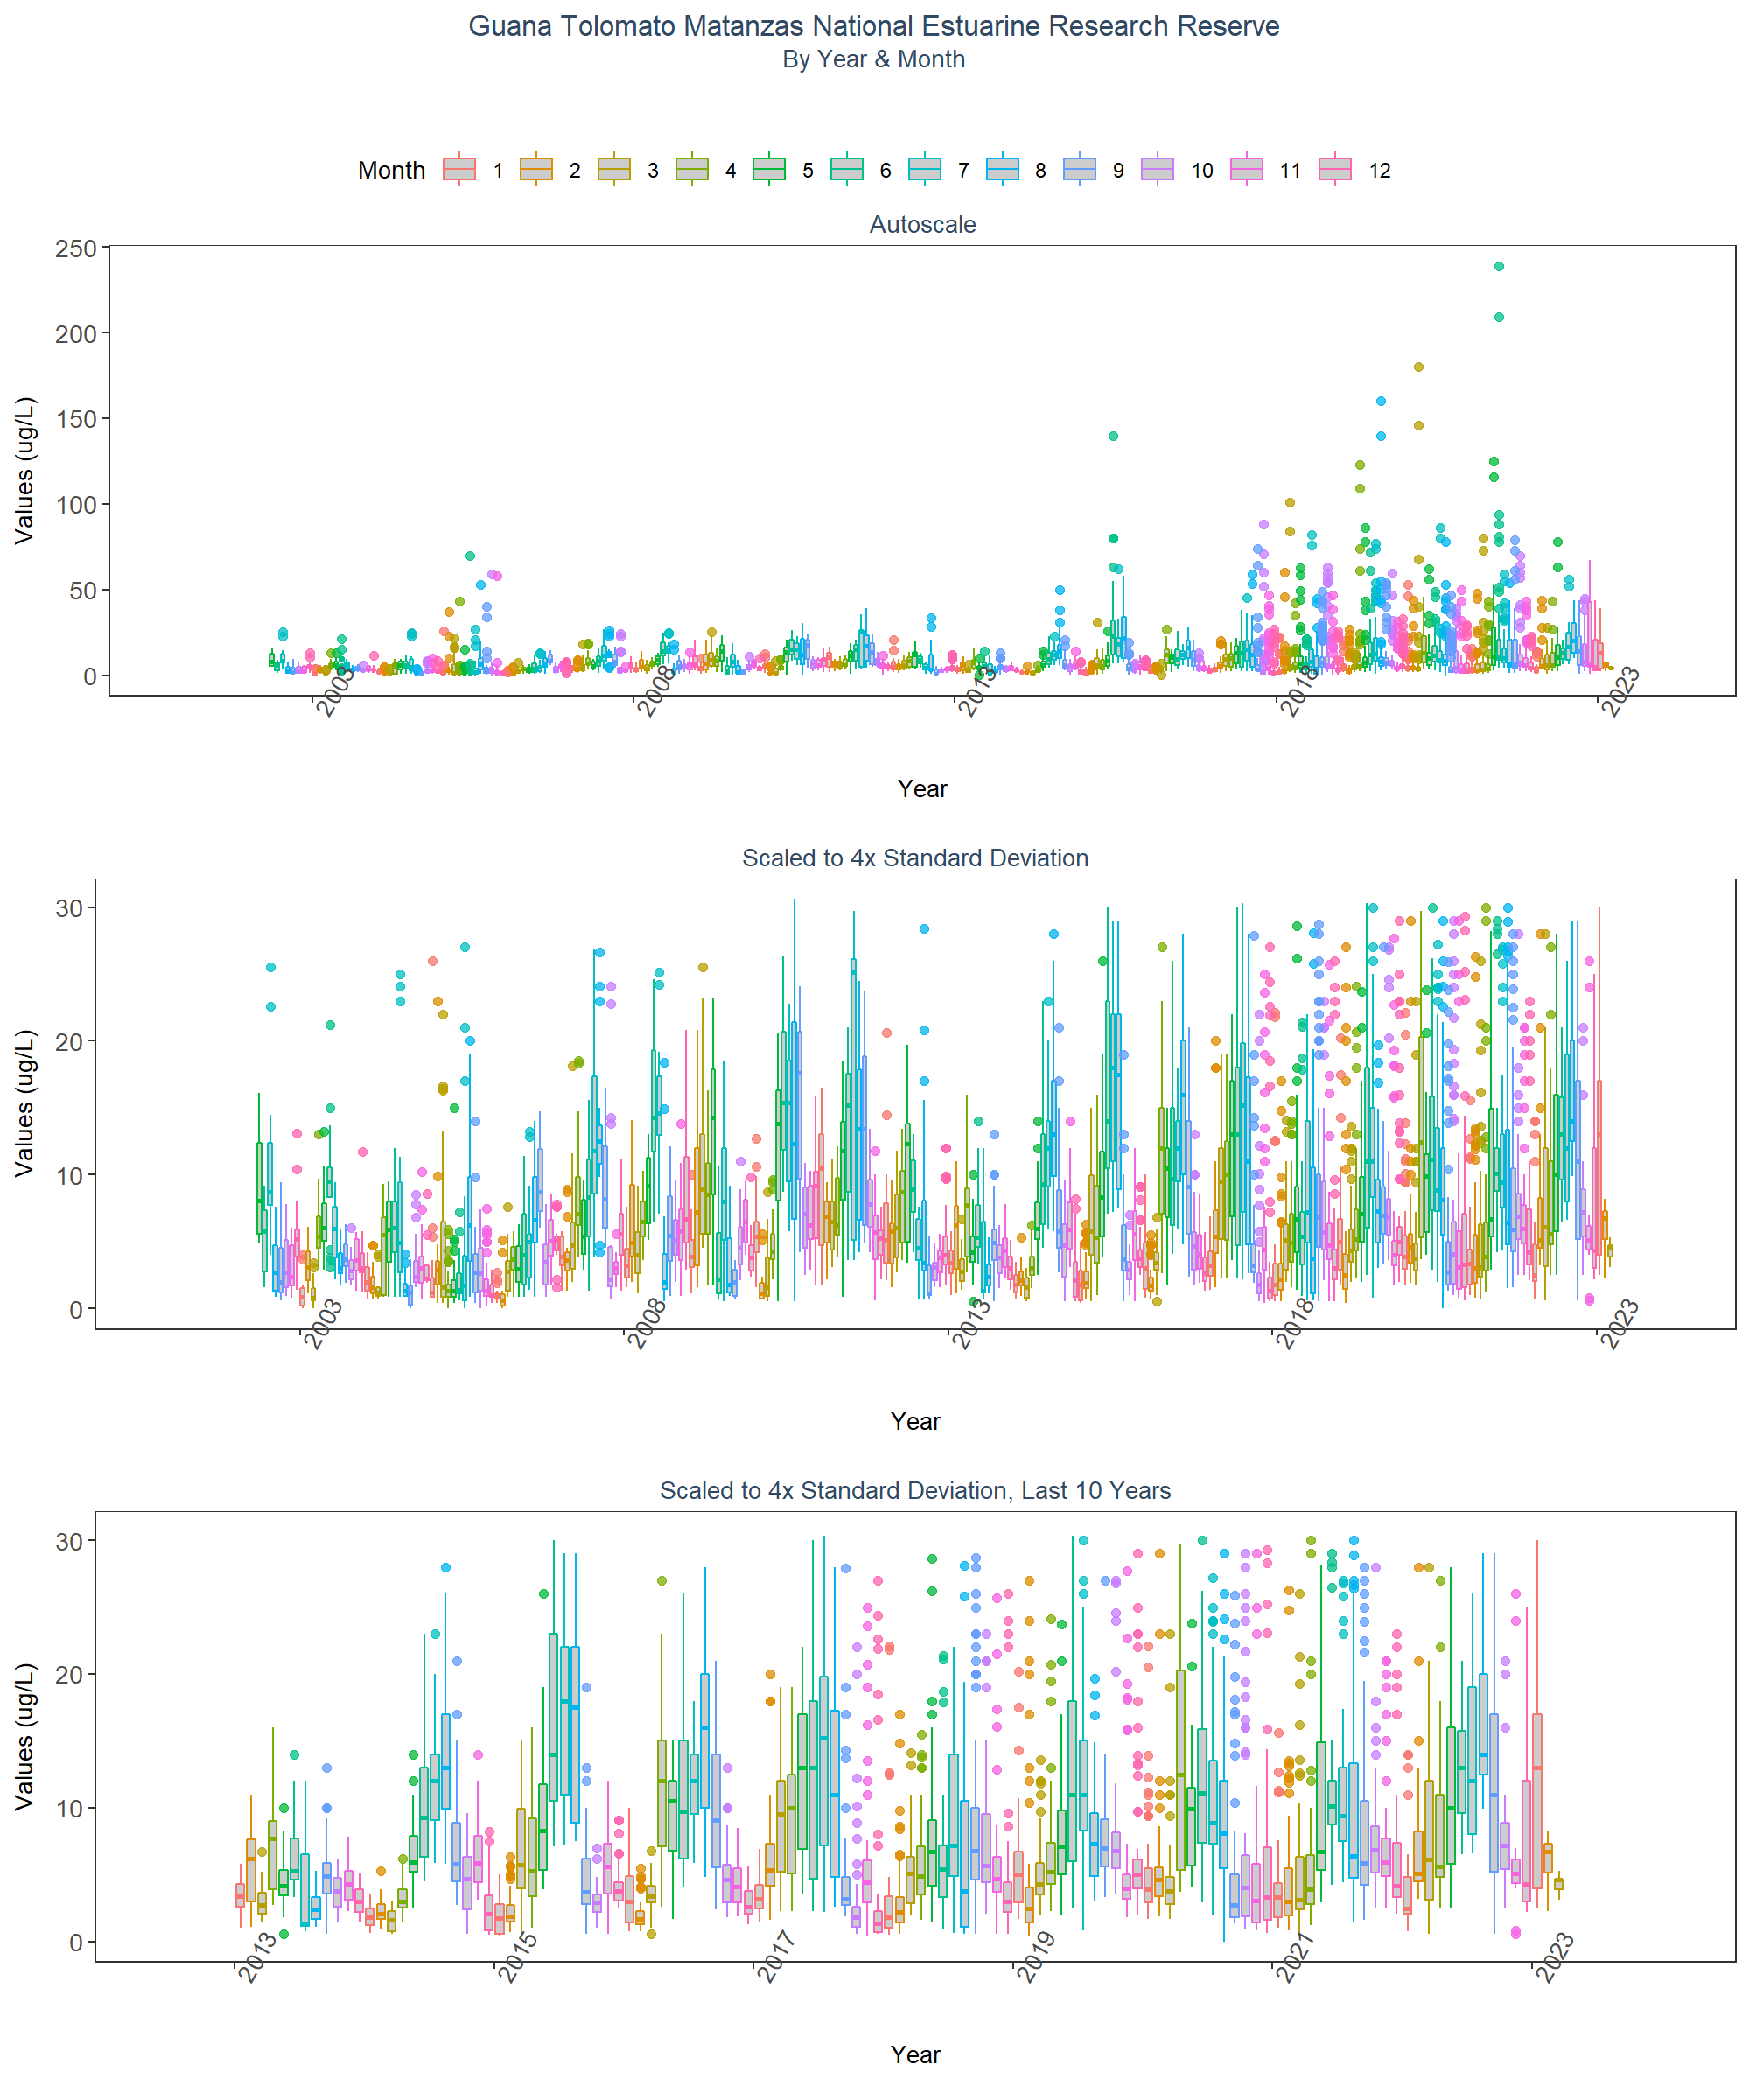 Guana Tolomato Matanzas National Estuarine Research Reserve
By Year & Month
Month 1 2 3 4 5 6 7 8 9 10 11 12
Autoscale
250
200
150
100
50
0
Values (ug/L)
2003 2008 2013 2018 2023
Year
Scaled to 4x Standard Deviation
30
20
10
0
Values (ug/L)
2003 2008 2013 2018 2023
Year
Scaled to 4x Standard Deviation, Last 10 Years
30
20
10
0
Values (ug/L)
2013 2015 2017 2019 2021 2023
Year